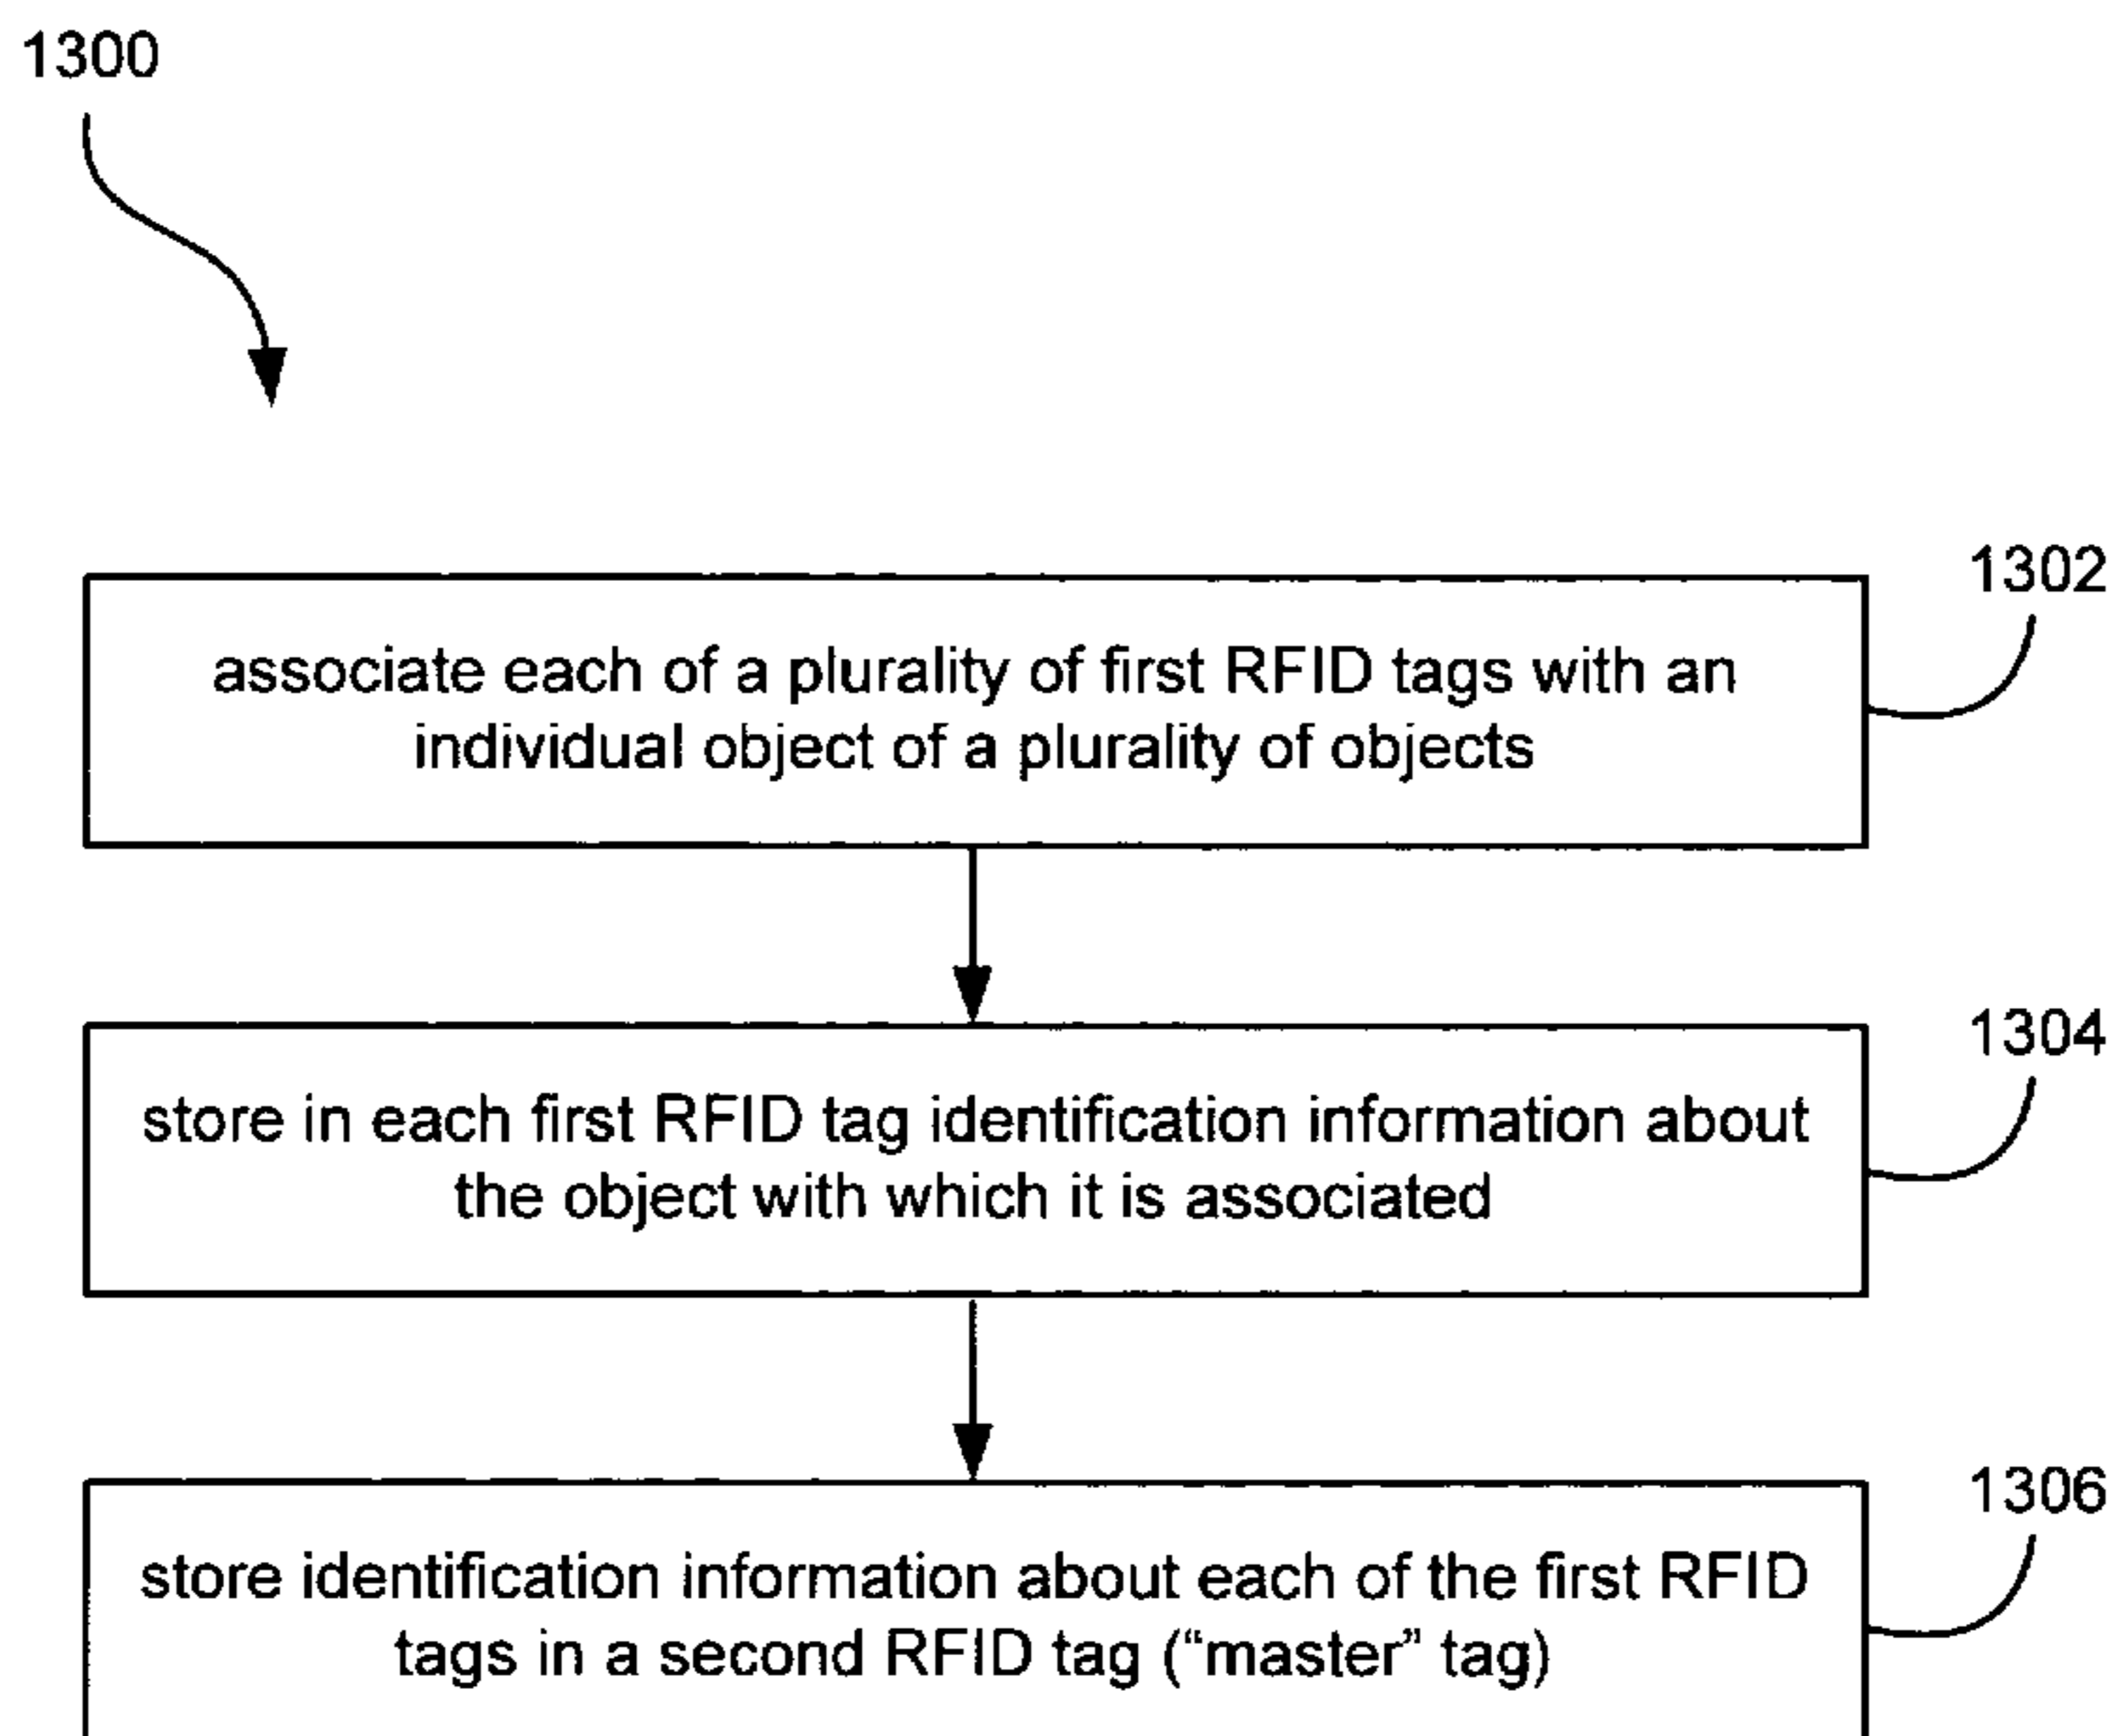 1300
1302
associate each of a plurality of first RFID tags with an
individual object of a plurality of objects
1304
store in each first RFID tag identification information about
the object with which it is associated
1306
store identification information about each of the first RFID
tags in a second RFID tag (“master” tag)